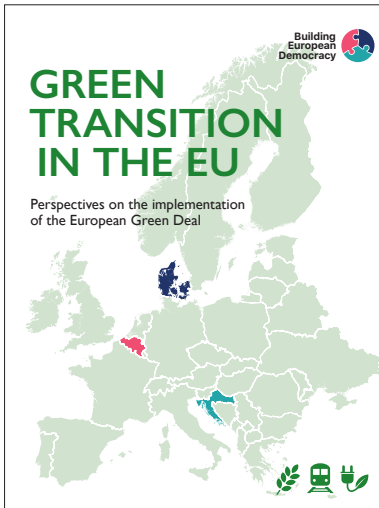 Building
European
Democracy
GREEN
TRANSITION
IN THE EU
Perspectives on the implementation
of the European Green Deal